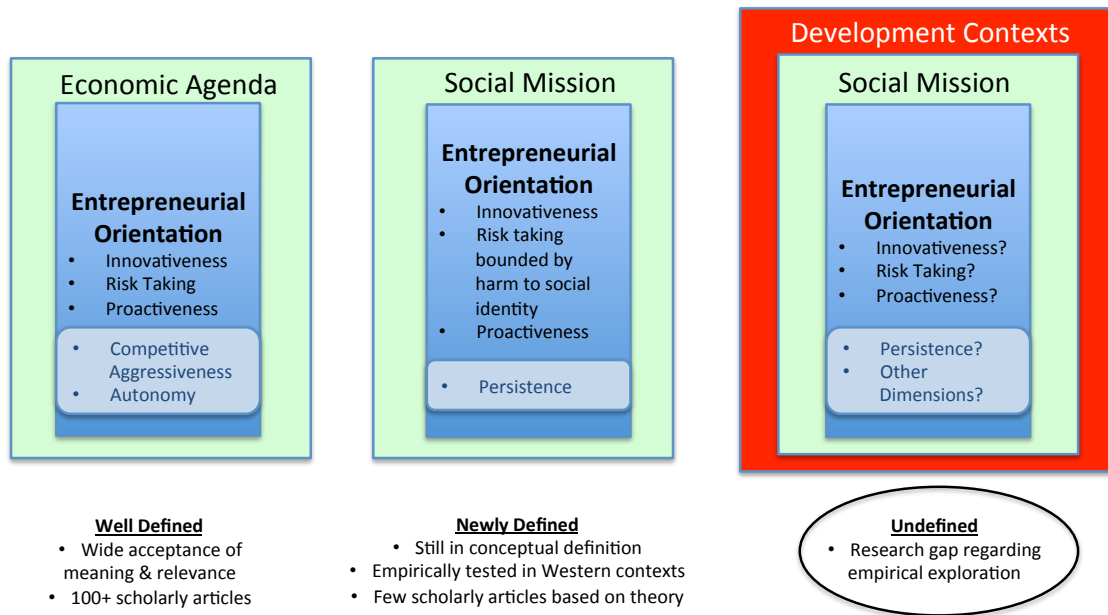 Economic Agenda
Entrepreneurial
Orientation
• Innovativeness
• Risk Taking
• Proactiveness
• Competitive
Aggressiveness
• Autonomy
Well Defined
• Wide acceptance of
meaning & relevance
• 100+ scholarly articles
Social Mission
Entrepreneurial
Orientation
• Innovativeness
• Risk taking
bounded by
harm to social
identity
• Proactiveness
• Persistence
Newly Defined
• Still in conceptual definition
• Empirically tested in Western contexts
• Few scholarly articles based on theory
Development Contexts
Social Mission
Entrepreneurial
Orientation
• Innovativeness?
• Risk Taking?
• Proactiveness?
• Persistence?
• Other
Dimensions?
Undefined
• Research gap regarding
empirical exploration